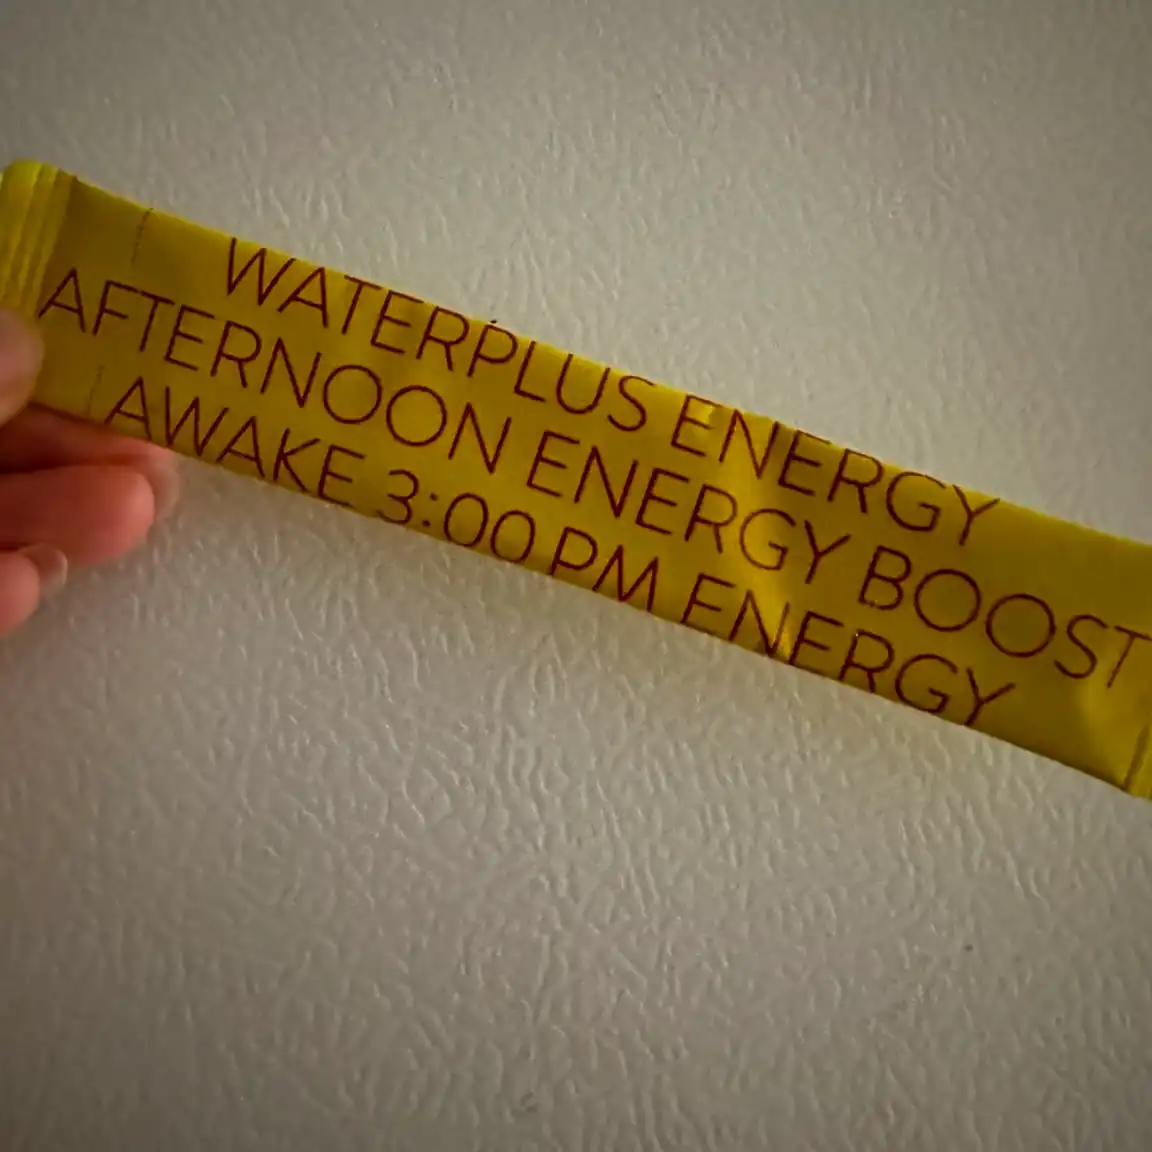 WATERPLUS ENERGY
AFTERNOON ENERGY BOOST
AWAKE 3:00 PM ENERGY